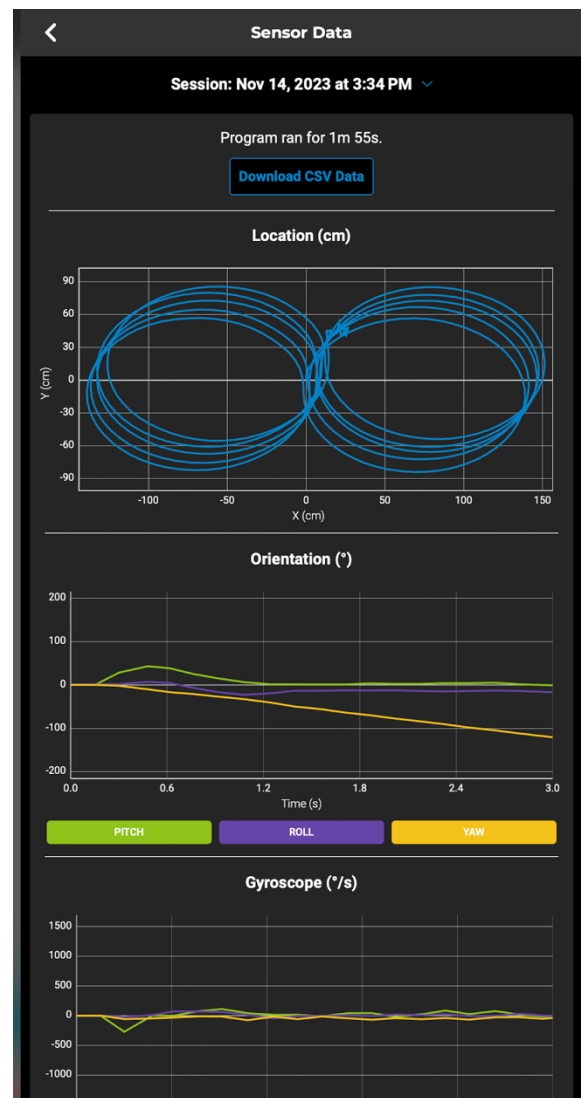 Sensor Data
Session: Nov 14, 2023 at 3:34 PM
Program ran for 1m 55s.
Download CSV Data
Location (cm)
90
60
30
0
-30
-60
-90
Y (cm)
-100 -50 0 50 100 150
X (cm)
Orientation (°)
200
100
0
-100
-200
0.0 0.6 1.2 1.8 2.4 3.0
Time (s)
PITCH ROLL YAW
Gyroscope (°/s)
1500
1000
500
0
-500
-1000